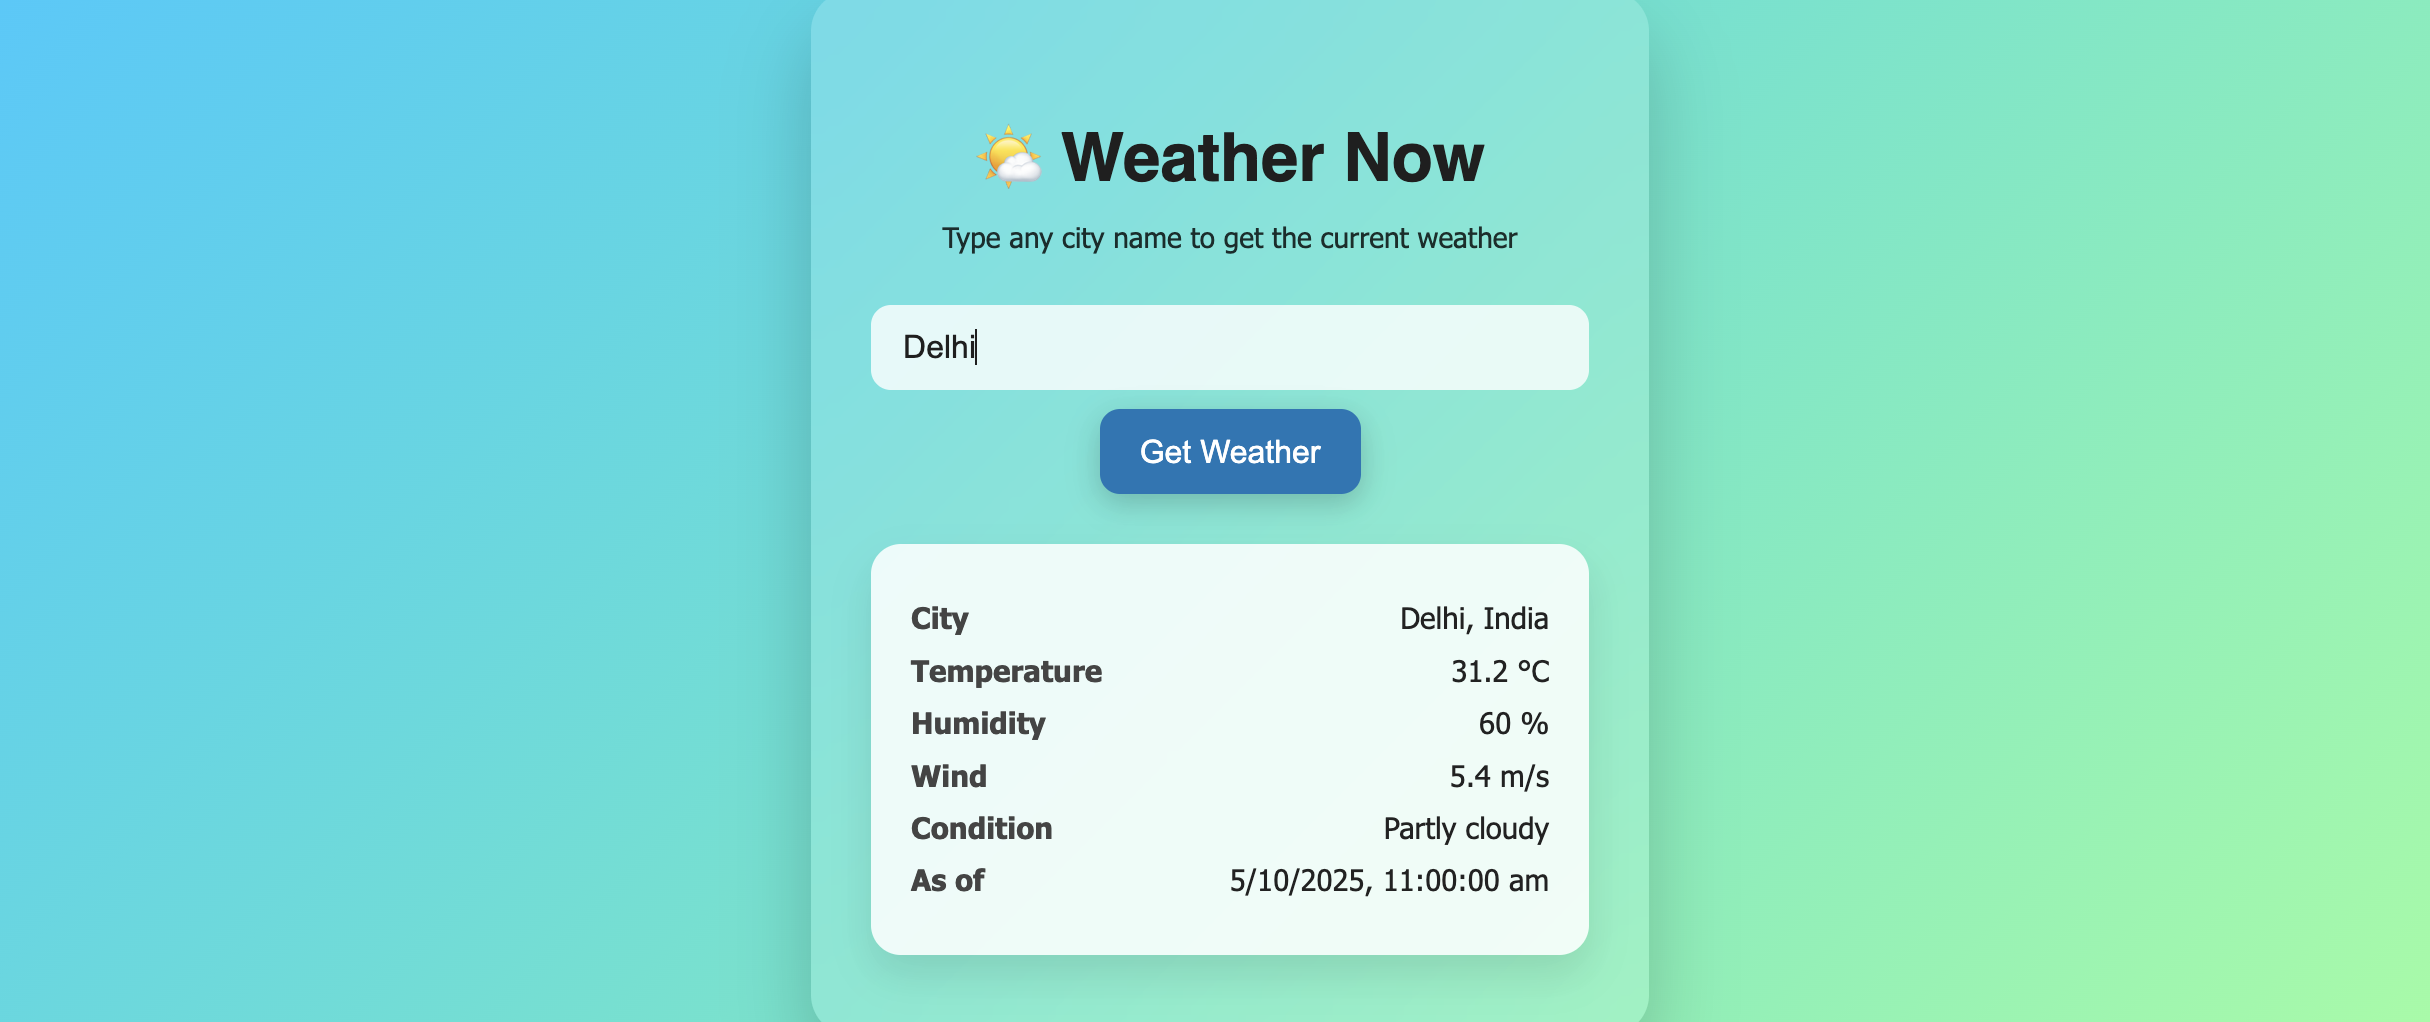 Weather Now
Type any city name to get the current weather
Delhi
Get Weather
City Delhi, India
Temperature 31.2 °C
Humidity 60 %
Wind 5.4 m/s
Condition Partly cloudy
As of 5/10/2025, 11:00:00 am